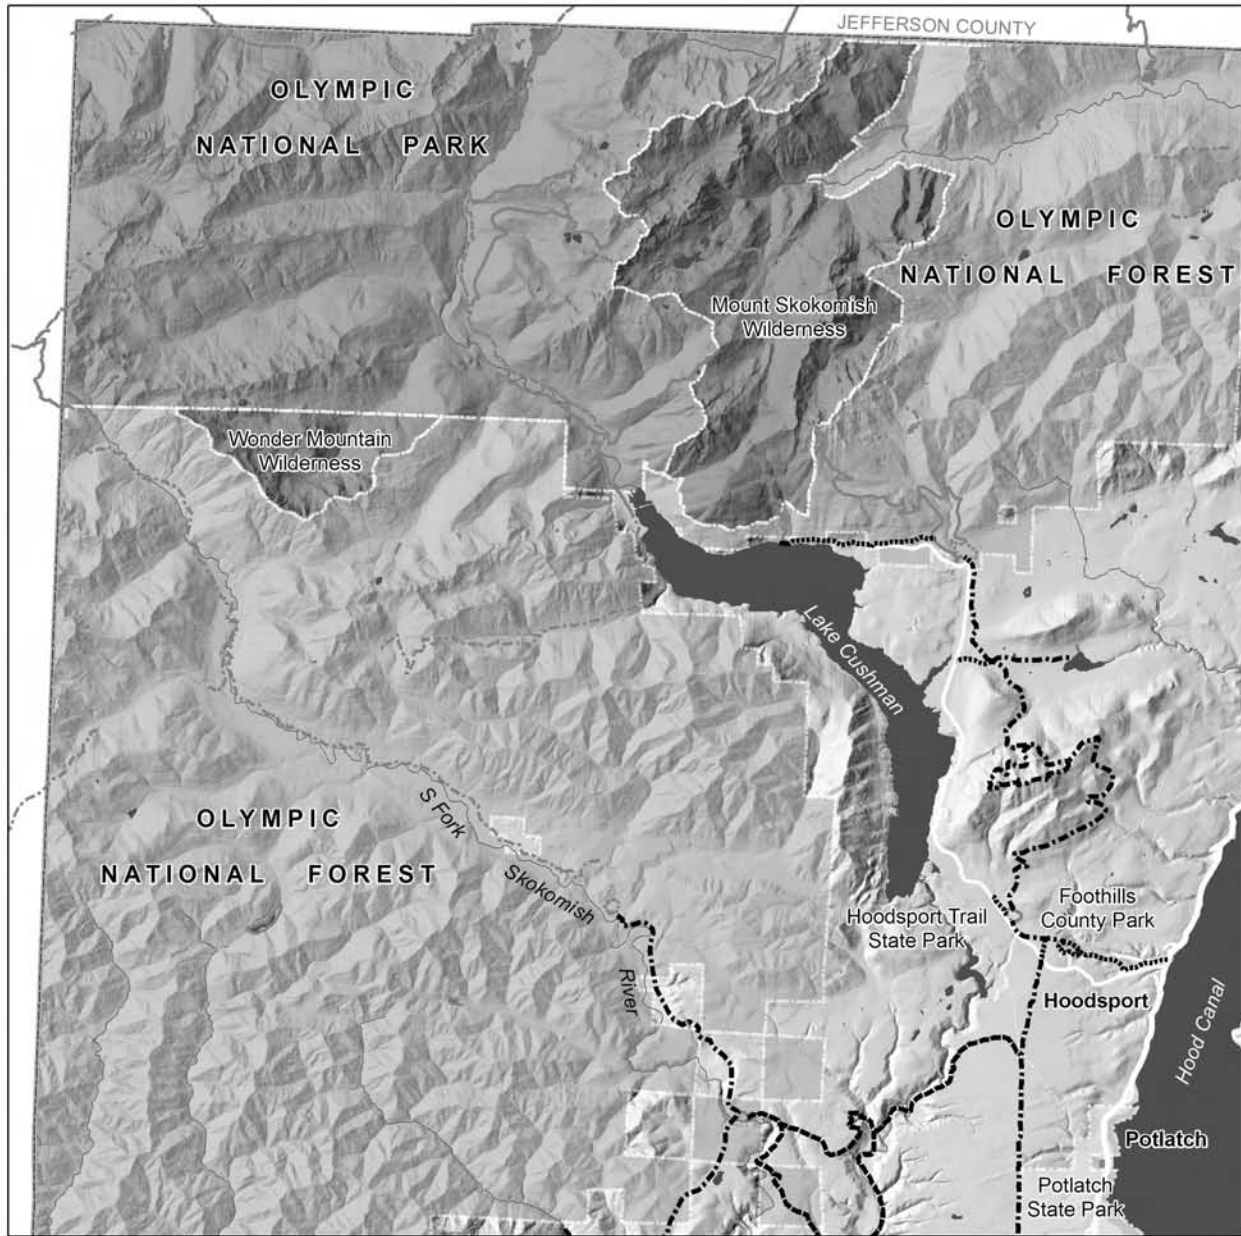 JEFFERSON COUNTY
OLYMPIC
NATIONAL PARK
OLYMPIC
NATIONAL FOREST
Mount Skokomish
Wilderness
Wonder Mountain
Wilderness
Lake Cushman
OLYMPIC
NATIONAL FOREST
S Fork
Skokomish
River
Hoodsport Trail
State Park
Foothills
County Park
Hoodsport
Hood Canal
Potlatch
Potlatch
State Park